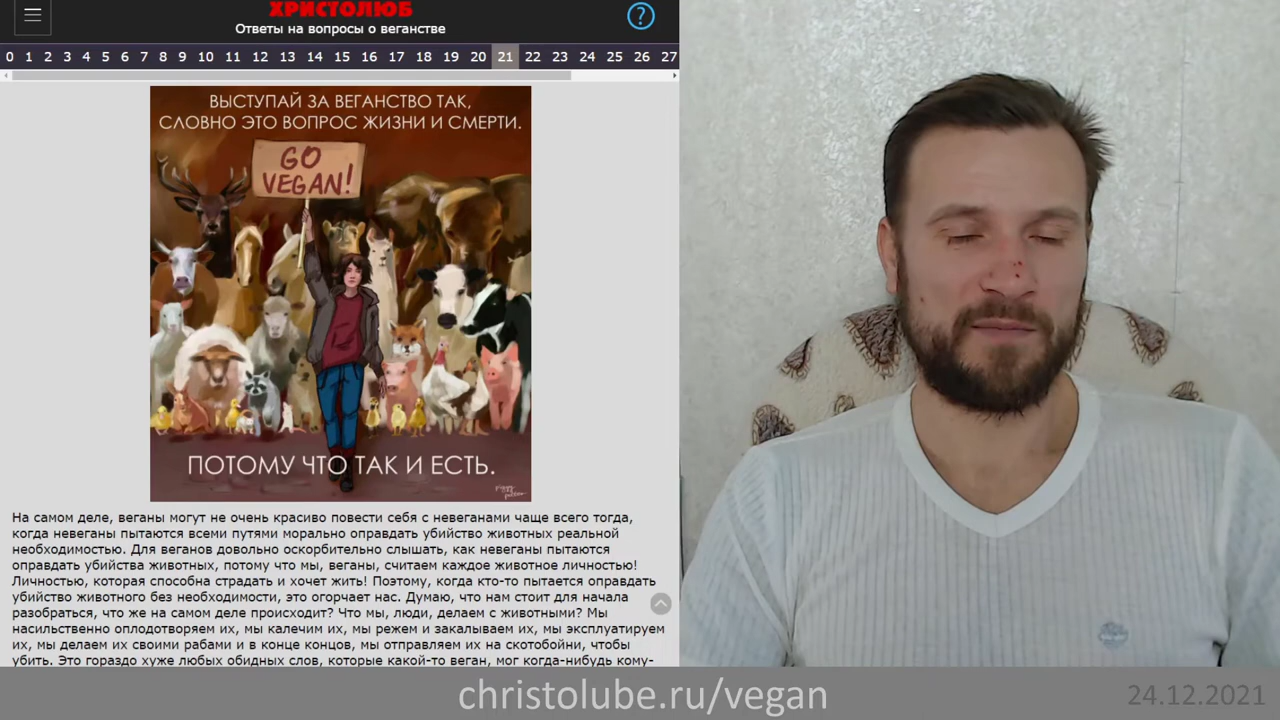 ХРИСТОЛЮБ
Ответы на вопросы о веганстве
0 1 2 3 4 5 6 7 8 9 10 11 12 13 14 15 16 17 18 19 20 21 22 23 24 25 26 27
ВЫСТУПАЙ ЗА ВЕГАНСТВО ТАК,
СЛОВНО ЭТО ВОПРОС ЖИЗНИ И СМЕРТИ.
GO
VEGAN!
ПОТОМУ ЧТО ТАК И ЕСТЬ.
На самом деле, веганы могут не очень красиво повести себя с невеганами чаще всего тогда,
когда невеганы пытаются всеми путями морально оправдать убийство животных реальной
необходимостью. Для веганов довольно оскорбительно слышать, как невеганы пытаются
оправдать убийства животных, потому что мы, веганы, считаем каждое животное личностью!
Личностью, которая способна страдать и хочет жить! Поэтому, когда кто-то пытается оправдать
убийство животного без необходимости, это огорчает нас. Думаю, что нам стоит для начала
разобраться, что же на самом деле происходит? Что мы, люди, делаем с животными? Мы
насильственно оплодотворяем их, мы калечим их, мы режем и закалываем их, мы эксплуатируем
их, мы делаем их своими рабами и в конце концов, мы отправляем их на скотобойни, чтобы
убить. Это гораздо хуже любых обидных слов, которые какой-то веган, мог когда-нибудь кому-
christolube.ru/vegan
24.12.2021